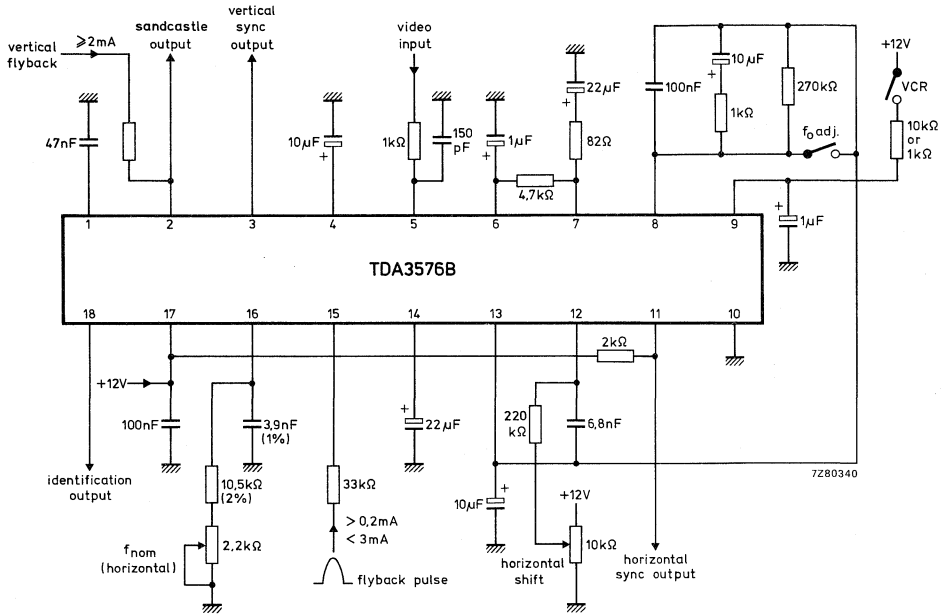 vertical
flyback
⩾2mA
sandcastle
output
vertical
sync
output
video
input
+12V
VCR
47nF
10μF
+
1kΩ
150
pF
1μF
+
22μF
+
82Ω
4,7kΩ
100nF
10μF
+
1kΩ
270kΩ
f₀ adj.
10kΩ
or
1kΩ
+
1μF
1
2
3
4
5
6
7
8
9
TDA3576B
18
17
16
15
14
13
12
11
10
2kΩ
+12V
100nF
3,9nF
(1%)
+
22μF
220
kΩ
6,8nF
identification
output
10,5kΩ
(2%)
33kΩ
10μF
+
+12V
7Z80340
fnom
(horizontal)
2,2kΩ
> 0,2mA
< 3mA
flyback pulse
horizontal
shift
10kΩ
horizontal
sync output